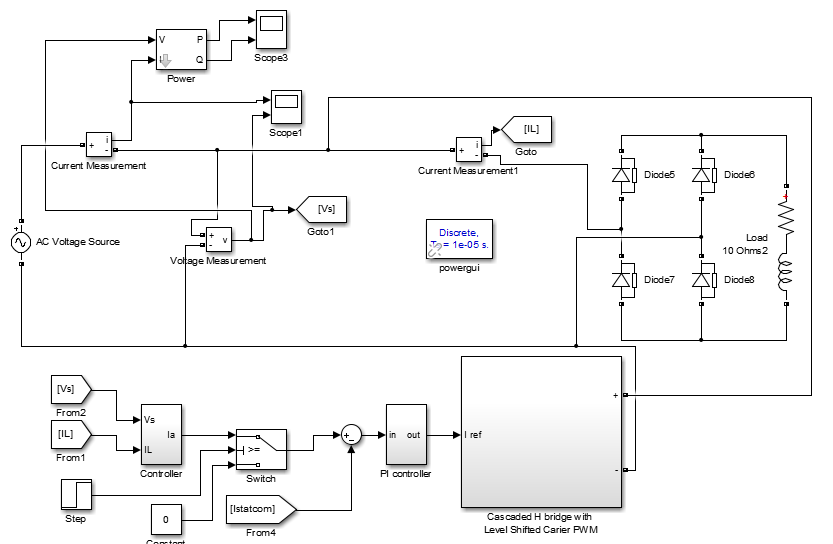 V
P
I
Q
Power
Scope3
Scope1
+
i
-
Current Measurement
+
i
-
Current Measurement1
[IL]
Goto
[Vs]
Goto1
+
AC Voltage Source
+
-
v
Voltage Measurement
Discrete,
= 1e-05 s.
powergui
Diode5
Diode6
Diode7
Diode8
+
Load
10 Ohms2
[Vs]
From2
[IL]
From1
Vs
IL
Ia
Controller
Step
0
Constant
>=
Switch
[Istatcom]
From4
+
-
in
out
PI controller
I ref
+
-
Cascaded H bridge with
Level Shifted Carier PWM